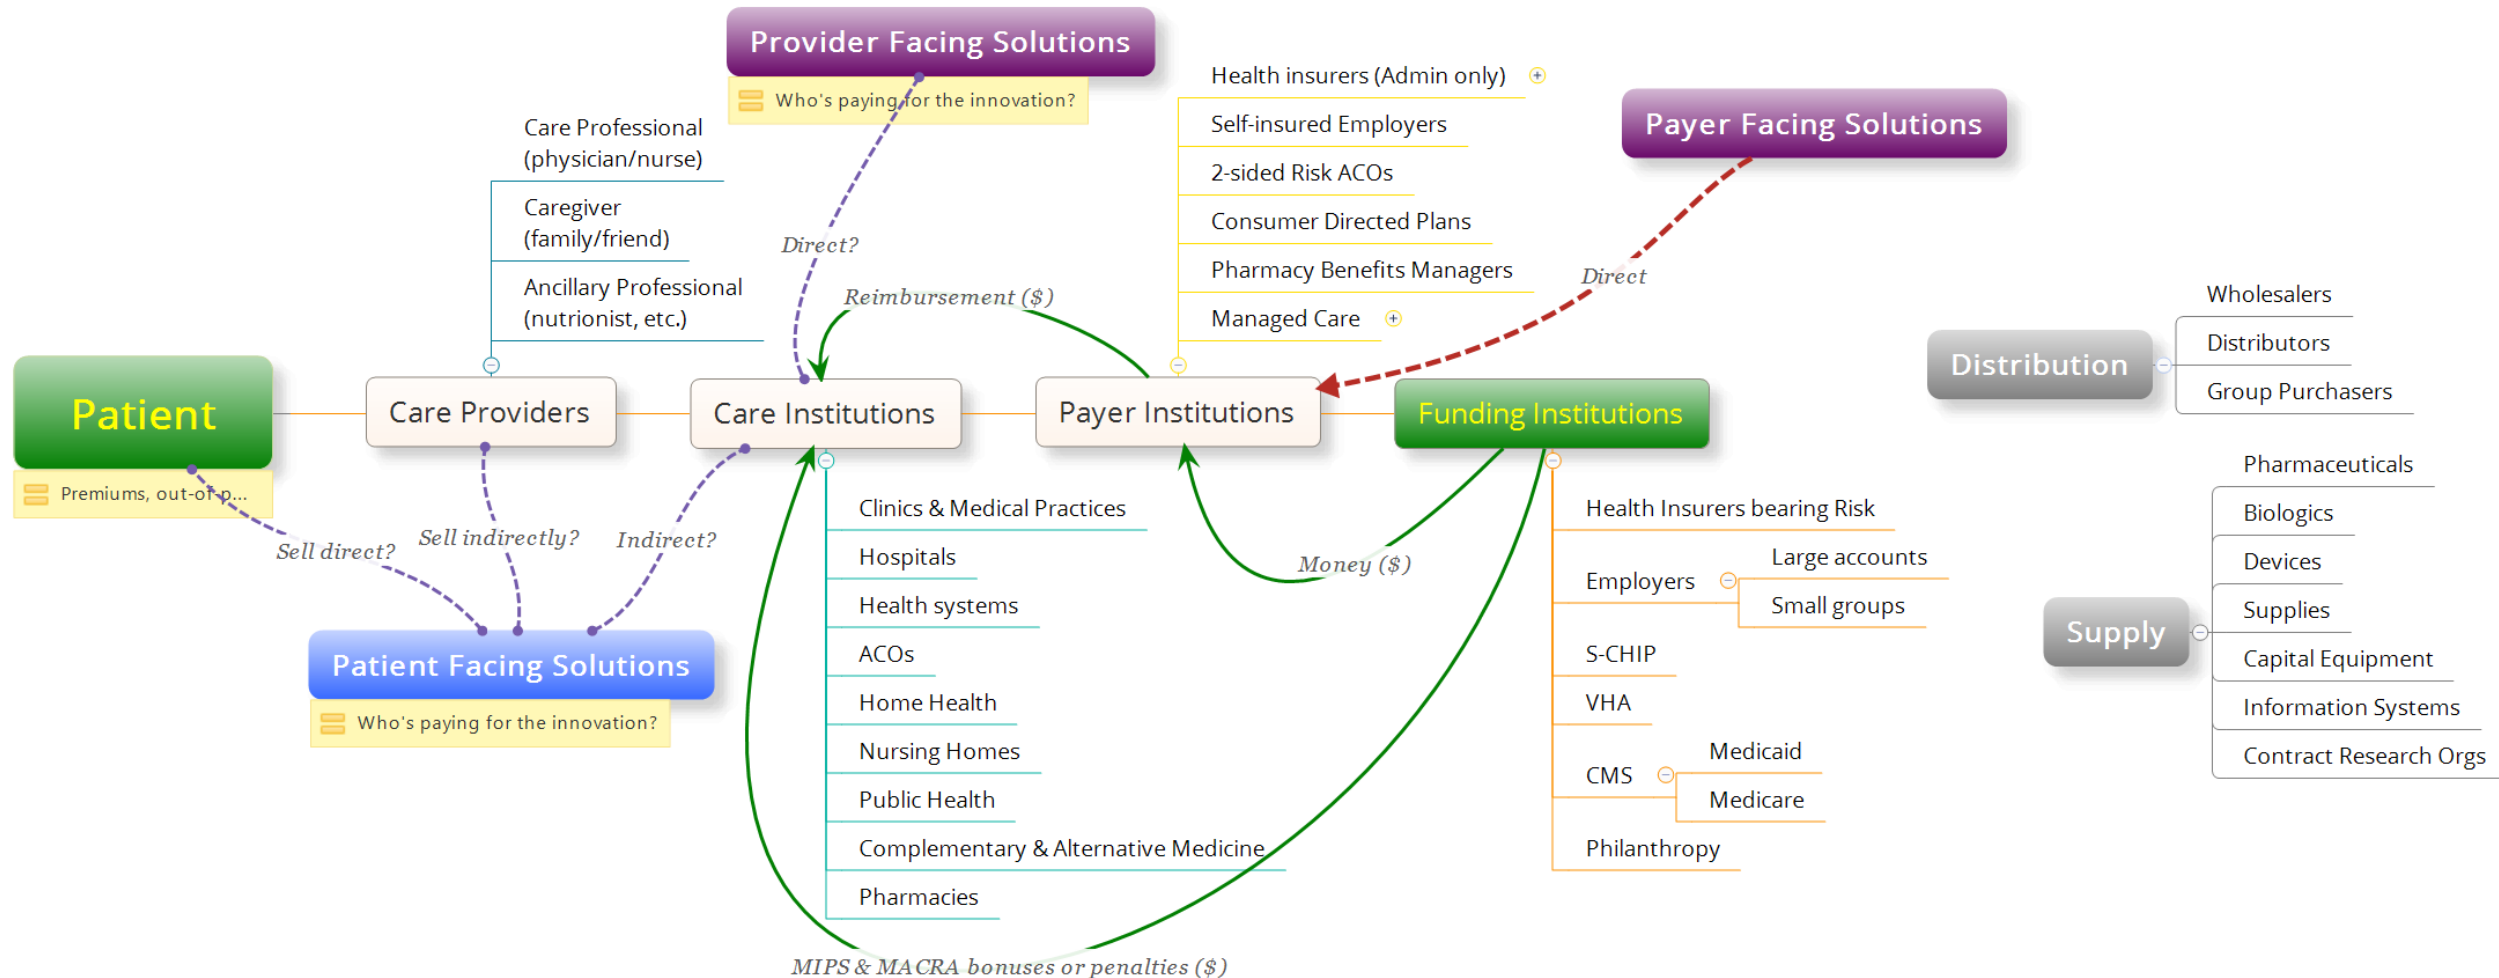 Provider Facing Solutions
Who's paying for the innovation?
Health insurers (Admin only)
Self-insured Employers
2-sided Risk ACOs
Consumer Directed Plans
Pharmacy Benefits Managers
Managed Care
Payer Facing Solutions
Care Professional
(physician/nurse)
Caregiver
(family/friend)
Ancillary Professional
(nutrionist, etc.)
Direct?
Reimbursement ($)
Direct
Wholesalers
Distribution
Distributors
Group Purchasers
Patient
Premiums, out-of-p...
Care Providers
Care Institutions
Payer Institutions
Funding Institutions
Sell direct?
Sell indirectly?
Indirect?
Money ($)
Patient Facing Solutions
Who's paying for the innovation?
Clinics & Medical Practices
Hospitals
Health systems
ACOs
Home Health
Nursing Homes
Public Health
Complementary & Alternative Medicine
Pharmacies
MIPS & MACRA bonuses or penalties ($)
Health Insurers bearing Risk
Employers
Large accounts
Small groups
S-CHIP
VHA
CMS
Medicaid
Medicare
Philanthropy
Supply
Pharmaceuticals
Biologics
Devices
Supplies
Capital Equipment
Information Systems
Contract Research Orgs